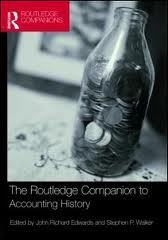 ROUTLEDGE
COMPANIONS
The Routledge Companion to
Accounting History
Edited by John Richard Edwards and Stephen P. Walker